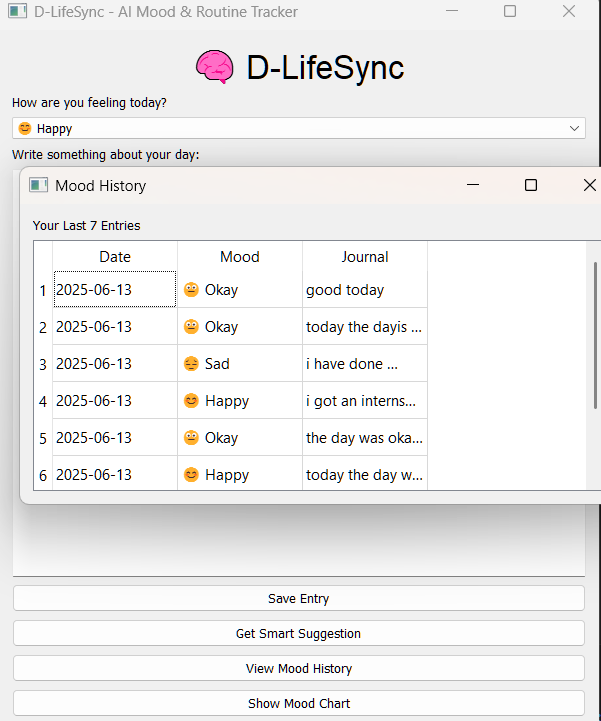 D-LifeSync - AI Mood & Routine Tracker
D-LifeSync
How are you feeling today?
Happy
Write something about your day:
Mood History
Your Last 7 Entries
Date Mood Journal
1 2025-06-13 Okay good today
2 2025-06-13 Okay today the dayis ...
3 2025-06-13 Sad i have done ...
4 2025-06-13 Happy i got an interns...
5 2025-06-13 Okay the day was oka...
6 2025-06-13 Happy today the day w...
Save Entry
Get Smart Suggestion
View Mood History
Show Mood Chart